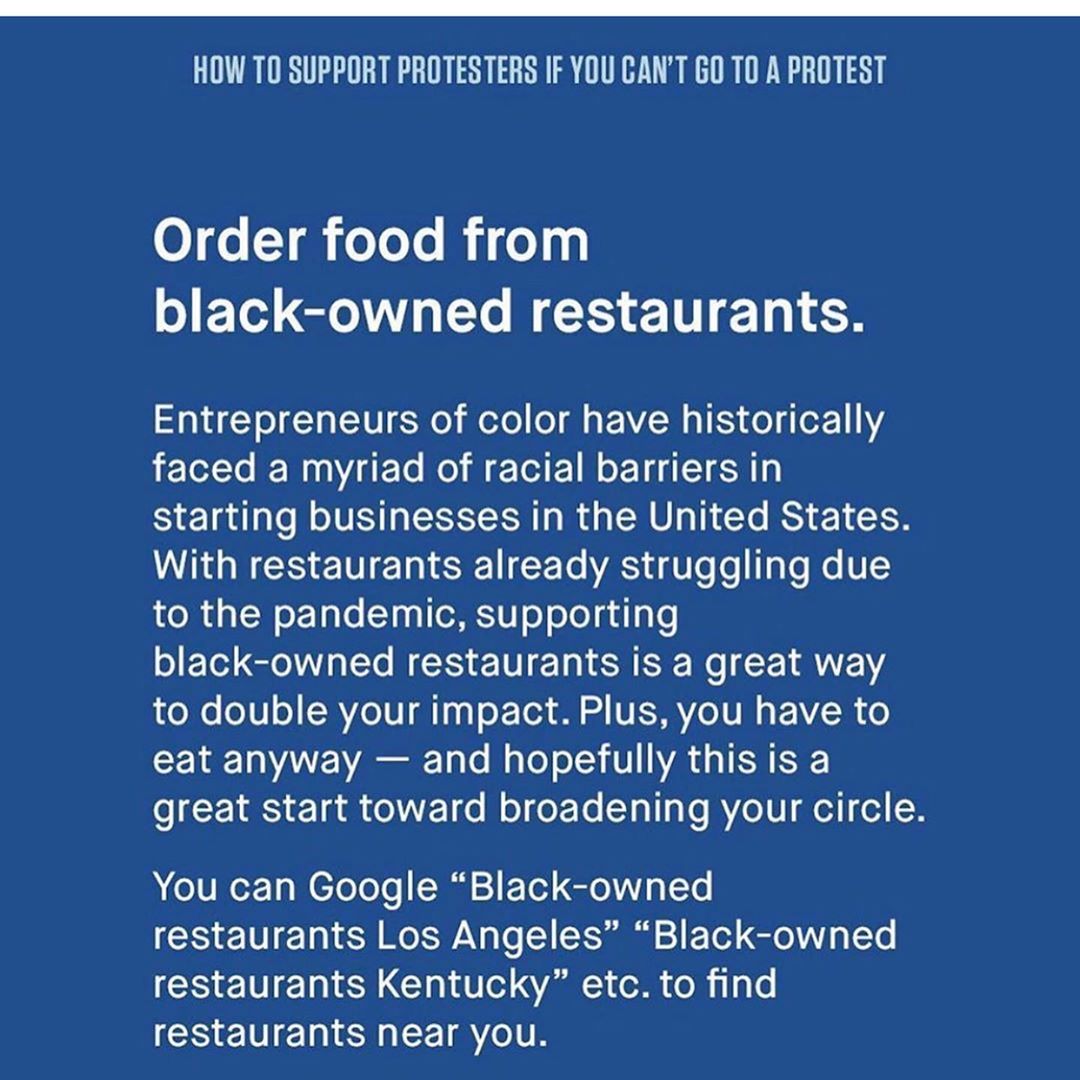 HOW TO SUPPORT PROTESTERS IF YOU CAN'T GO TO A PROTEST
Order food from
black-owned restaurants.
Entrepreneurs of color have historically
faced a myriad of racial barriers in
starting businesses in the United States.
With restaurants already struggling due
to the pandemic, supporting
black-owned restaurants is a great way
to double your impact. Plus, you have to
eat anyway — and hopefully this is a
great start toward broadening your circle.
You can Google “Black-owned
restaurants Los Angeles” “Black-owned
restaurants Kentucky” etc. to find
restaurants near you.